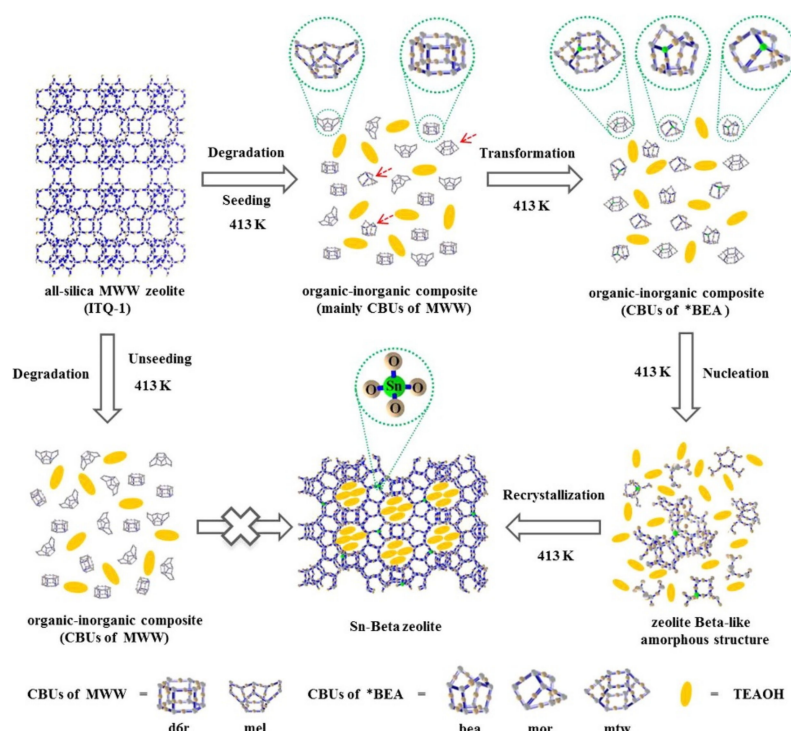 Degradation
Seeding
413 K
Transformation
413 K
all-silica MWW zeolite
(ITQ-1)
organic-inorganic composite
(mainly CBUs of MWW)
organic-inorganic composite
(CBUs of *BEA)
Degradation
Unseeding
413 K
413 K
Nucleation
O
O
Sn
O
O
Recrystallization
413 K
organic-inorganic composite
(CBUs of MWW)
Sn-Beta zeolite
zeolite Beta-like
amorphous structure
CBUs of MWW =
CBUs of *BEA =
= TEAOH
d6r
mel
bea
mor
mtw